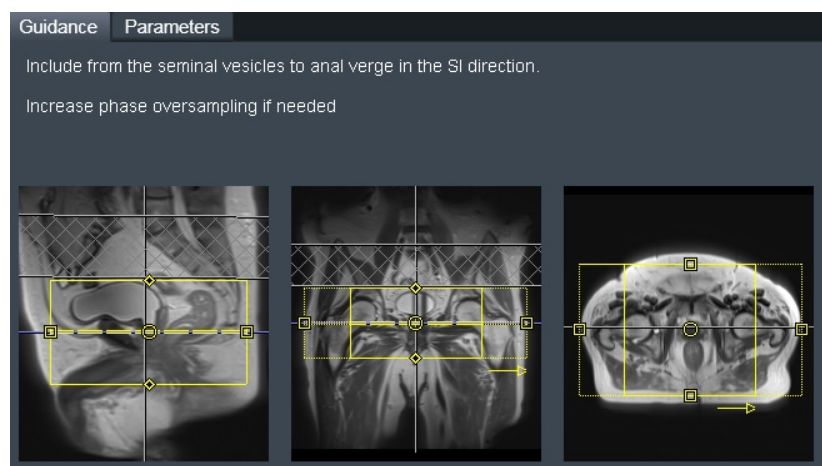 Guidance Parameters
Include from the seminal vesicles to anal verge in the SI direction.
Increase phase oversampling if needed